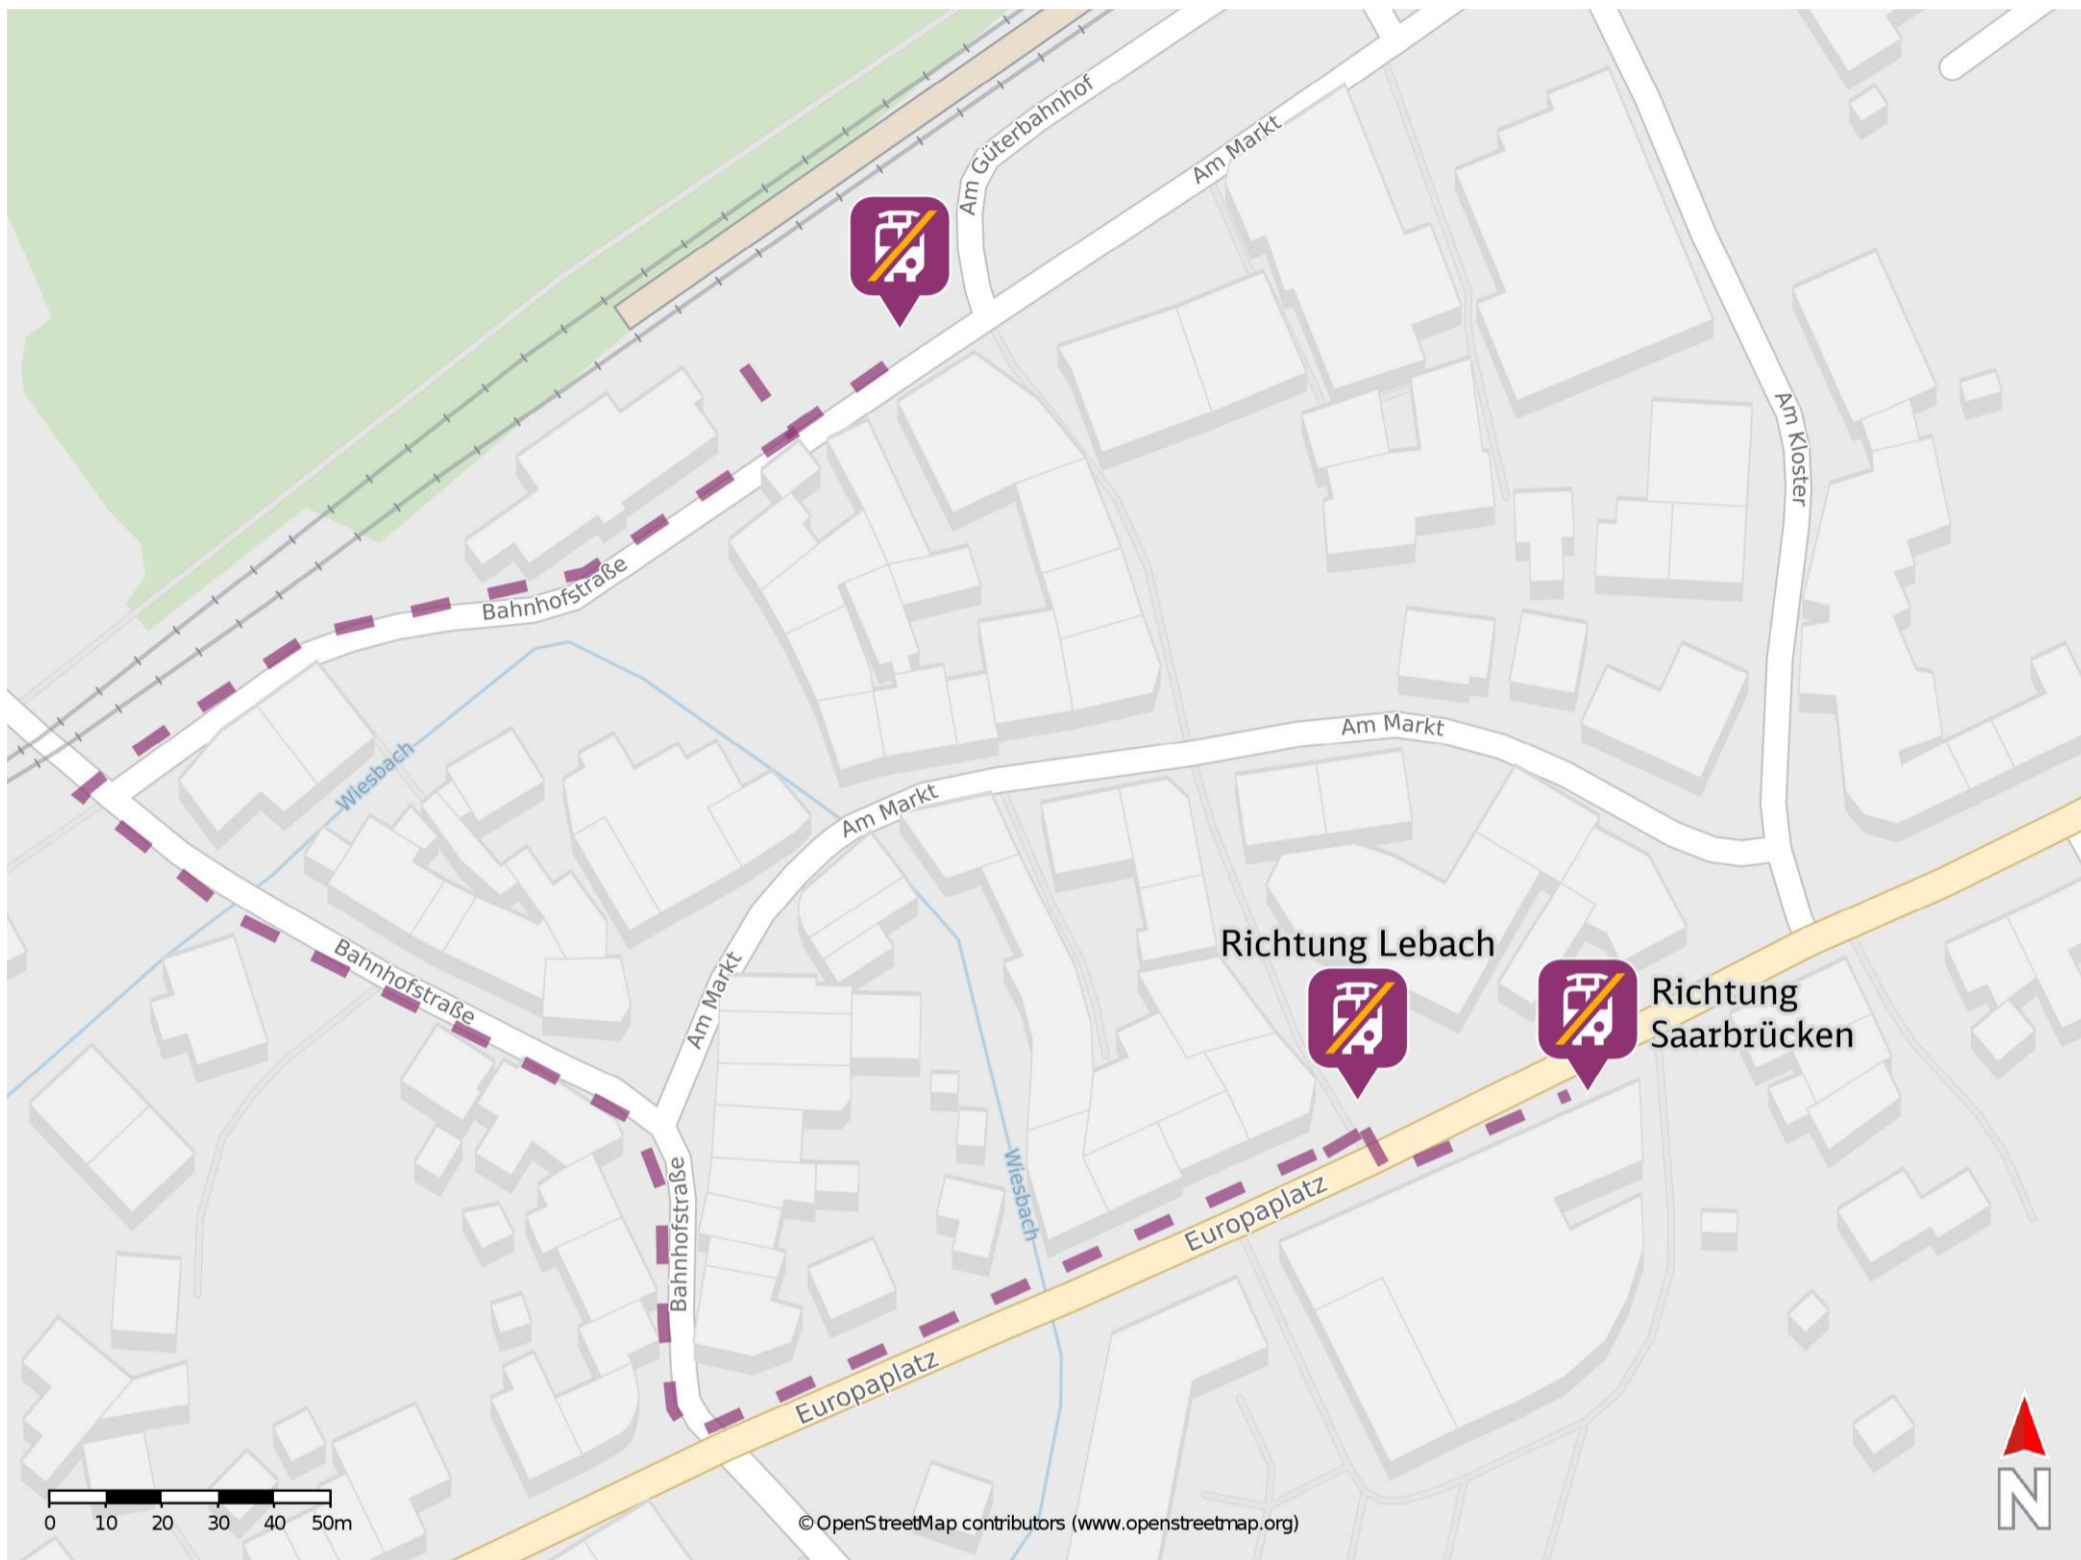 Am Güterbahnhof
Am Markt
Am Kloster
Bahnhofstraße
Am Markt
Wiesbach
Am Markt
Richtung Lebach
Richtung
Saarbrücken
Bahnhofstraße
Am Markt
Bahnhofstraße
Wiesbach
Europaplatz
Europaplatz
0 10 20 30 40 50m
©OpenStreetMap contributors (www.openstreetmap.org)
N